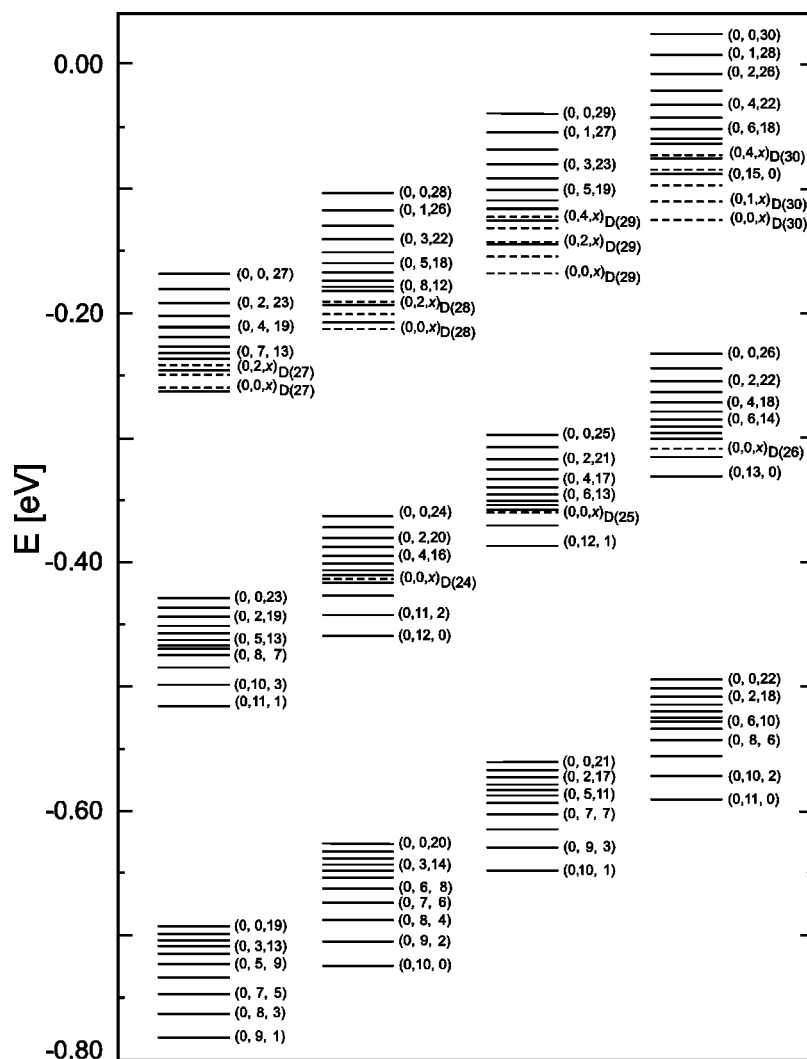 E [eV]
0.00
-0.20
-0.40
-0.60
-0.80
(0, 0,30)
(0, 1,28)
(0, 2,26)
(0, 4,22)
(0, 6,18)
(0,4,x)D(30)
(0,15, 0)
(0,1,x)D(30)
(0,0,x)D(30)
(0, 0,29)
(0, 1,27)
(0, 3,23)
(0, 5,19)
(0,4,x)D(29)
(0,2,x)D(29)
(0,0,x)D(29)
(0, 0,28)
(0, 1,26)
(0, 3,22)
(0, 5,18)
(0, 8,12)
(0,2,x)D(28)
(0,0,x)D(28)
(0, 0, 27)
(0, 2, 23)
(0, 4, 19)
(0, 7, 13)
(0,2,x)D(27)
(0,0,x)D(27)
(0, 0,26)
(0, 2,22)
(0, 4,18)
(0, 6,14)
(0,0,x)D(26)
(0,13, 0)
(0, 0,25)
(0, 2,21)
(0, 4,17)
(0, 6,13)
(0,0,x)D(25)
(0,12, 1)
(0, 0,24)
(0, 2,20)
(0, 4,16)
(0,0,x)D(24)
(0,11, 2)
(0,12, 0)
(0, 0,23)
(0, 2,19)
(0, 5,13)
(0, 8, 7)
(0,10, 3)
(0,11, 1)
(0, 0,22)
(0, 2,18)
(0, 6,10)
(0, 8, 6)
(0,10, 2)
(0,11, 0)
(0, 0,21)
(0, 2,17)
(0, 5,11)
(0, 7, 7)
(0, 9, 3)
(0,10, 1)
(0, 0,20)
(0, 3,14)
(0, 6, 8)
(0, 7, 6)
(0, 8, 4)
(0, 9, 2)
(0,10, 0)
(0, 0,19)
(0, 3,13)
(0, 5, 9)
(0, 7, 5)
(0, 8, 3)
(0, 9, 1)